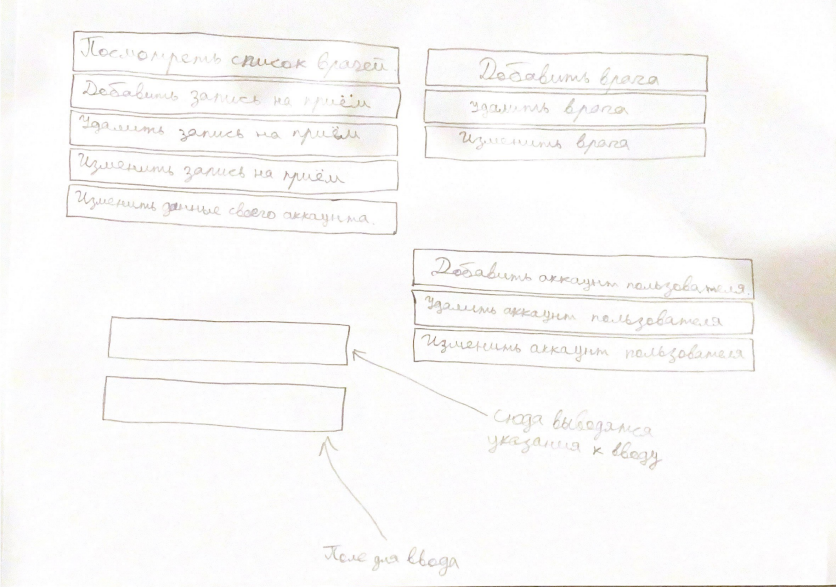 Посмотреть список врачей
Добавить запись на приём
Удалить запись на приём
Изменить запись на приём
Изменить данные своего аккаунта.
Добавить врача
Удалить врача
Изменить врача
Добавить аккаунт пользователя.
Удалить аккаунт пользователя
Изменить аккаунт пользователя
Сюда выводятся
указания к вводу
Поле для ввода